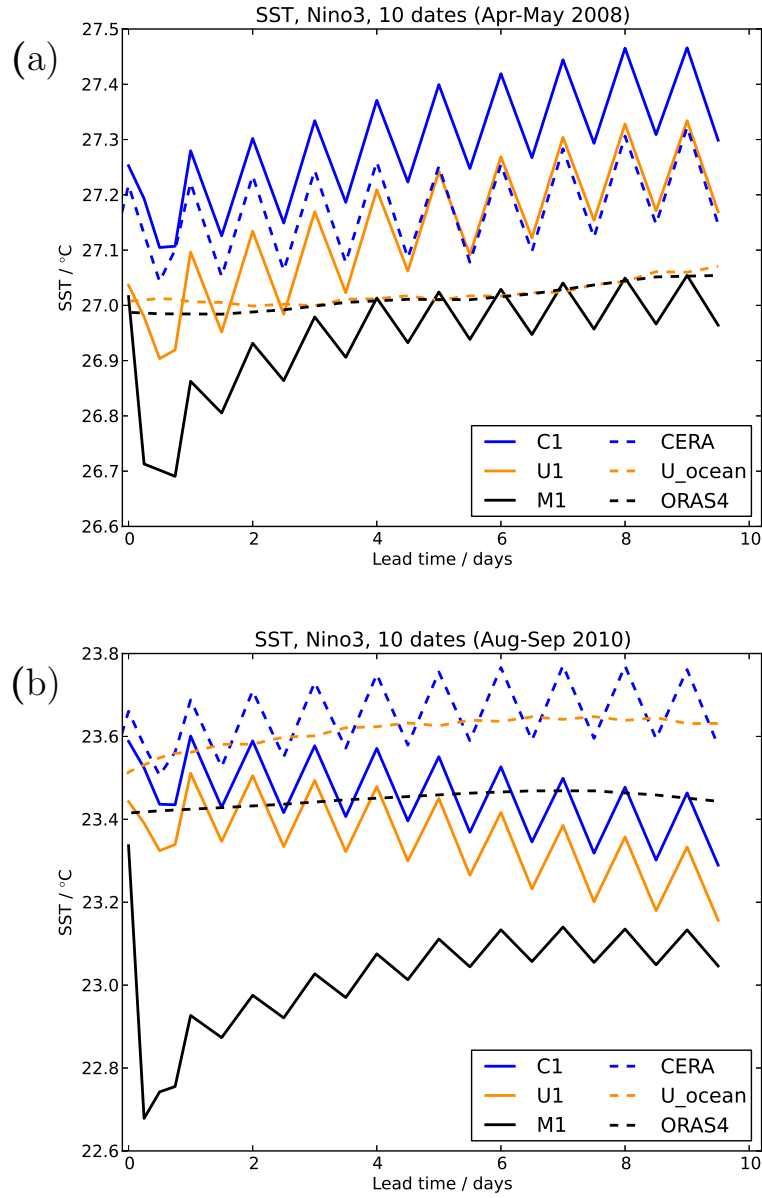 (a)
SST, Nino3, 10 dates (Apr-May 2008)
SST / °C
27.5
27.4
27.3
27.2
27.1
27.0
26.9
26.8
26.7
26.6
C1 CERA
U1 U_ocean
M1 ORAS4
0 2 4 6 8 10
Lead time / days
(b)
SST, Nino3, 10 dates (Aug-Sep 2010)
SST / °C
23.8
23.6
23.4
23.2
23.0
22.8
22.6
C1 CERA
U1 U_ocean
M1 ORAS4
0 2 4 6 8 10
Lead time / days